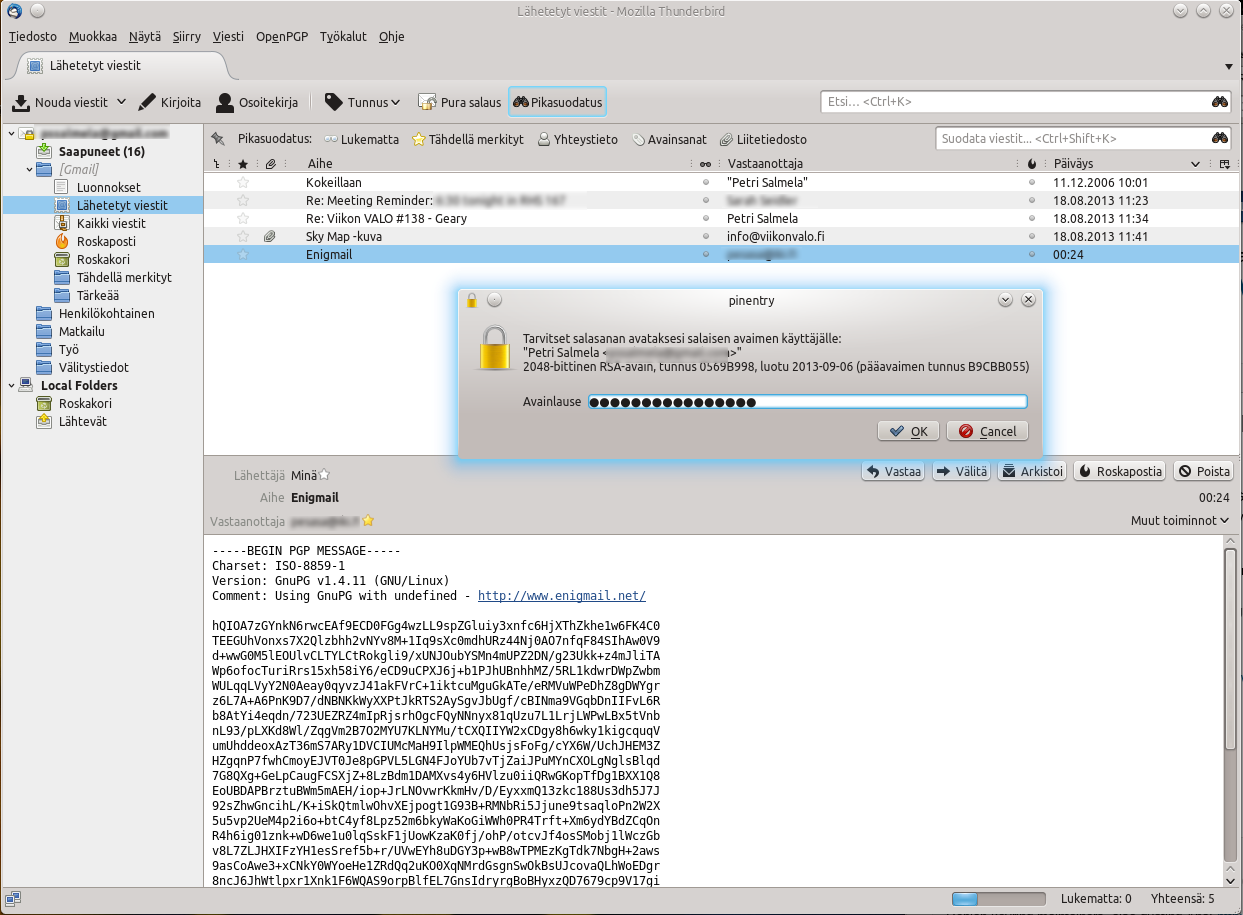 Lähetetyt viestit - Mozilla Thunderbird
Tiedosto Muokkaa Näytä Siirry Viesti OpenPGP Työkalut Ohje
Lähetetyt viestit
Nouda viestit Kirjoita Osoitekirja Tunnus Pura salaus Pikasuodatus Etsi... <Ctrl+K>
Pikasuodatus: Lukematta Tähdellä merkityt Yhteystieto Avainsanat Liitetiedosto Suodata viestit... <Ctrl+Shift+K>
Saapuneet (16)
[Gmail]
Luonnokset
Lähetetyt viestit
Kaikki viestit
Roskaposti
Roskakori
Tähdellä merkityt
Tärkeää
Henkilökohtainen
Matkailu
Työ
Välitystiedot
Local Folders
Roskakori
Lähtevät
Aihe Vastaanottaja Päiväys
Kokeillaan "Petri Salmela" 11.12.2006 10:01
Re: Meeting Reminder: 18.08.2013 11:23
Re: Viikon VALO #138 - Geary Petri Salmela 18.08.2013 11:34
Sky Map -kuva info@viikonvalo.fi 18.08.2013 11:41
Enigmail 00:24
pinentry
Tarvitset salasanan avataksesi salaisen avaimen käyttäjälle:
"Petri Salmela < >"
2048-bittinen RSA-avain, tunnus 0569B998, luotu 2013-09-06 (pääavaimen tunnus B9CBB055)
Avainlause ●●●●●●●●●●●●●●●●
OK Cancel
Lähettäjä Minä Vastaa Välitä Arkistoi Roskapostia Poista
Aihe Enigmail 00:24
Vastaanottaja Muut toiminnot
-----BEGIN PGP MESSAGE-----
Charset: ISO-8859-1
Version: GnuPG v1.4.11 (GNU/Linux)
Comment: Using GnuPG with undefined - http://www.enigmail.net/
hQIOA7zGYnkN6rwcEAf9ECD0FGg4wzLL9spZGluiy3xnfc6HjXThZkhe1w6FK4C0
TEEGUhVonxs7X2Qlzbhh2vNYv8M+1Iq9sXc0mdhURz44Nj0AO7nfqF84SIhAw0V9
d+wwG0M5lEOUlvCLTYLCtRokgli9/xUNJOubYSMn4mUPZ2DN/g23Ukk+z4mJliTA
Wp6ofocTuriRrs15xh58iY6/eCD9uCPXJ6j+b1PJhUBnhhMZ/5RL1kdwrDWpZwbm
WULqqLVyY2N0Aeay0qyvzJ41akFVrC+1iktcuMguGkATe/eRMVuWPeDhZ8gDWYgr
z6L7A+A6PnK9D7/dNBNKkWyXXPtJkRTS2AySgvJbUgf/cBINma9VGqbDnIIFvL6R
b8AtYi4eqdn/723UEZRZ4mIpRjsrhOgcFQyNNnyx81qUzu7L1LrjLWPwLBx5tVnb
nL93/pLXKd8Wl/ZqgVm2B7O2MYU7KLNYMu/tCXQIIYW2xCDgy8h6wky1kigcquqV
umUhddeoxAzT36mS7ARy1DVCIUMcMaH9IlpWMEQhUsjsFoFg/cYX6W/UchJHEM3Z
HZgqnP7fwhCmoyEJVT0Je8pGPVL5LGN4FJoYUb7vTjZaiJPuMYnCXOLgNglsBlqd
7G8QXg+GeLpCaugFCSXjZ+8LzBdm1DAMXvs4y6HVlzu0iiQRwGKopTfDg1BXX1Q8
EoUBDAPBrztuBWm5mAEH/iop+JrLNOvwrKkmHv/D/EyxxmQ13zkc188Us3dh5J7J
92sZhwGncihL/K+iSkQtmlwOhvXEjpogt1G93B+RMNbRi5Jjune9tsaqloPn2W2X
5u5vp2UeM4p2i6o+btC4yf8Lpz52m6bkyWaKoGiWWh0PR4Trft+Xm6ydYBdZCqOn
R4h6ig01znk+wD6we1u0lqSskF1jUowKzaK0fj/ohP/otcvJf4osSMobj1lWczGb
v8L7ZLJHXIFzYH1esSref5b+r/UVwEYh8uDGY3p+wB8wTPMEzKgTdk7NbgH+2aws
9asCoAwe3+xCNkY0WYoeHe1ZRdQq2uKO0XqNMrdGsgnSwOkBsUJcovaQLhWoEDgr
8ncJ6JhWtlpxr1Xnk1F6WQAS9orpBlfEL7GnsIdryrqBoBHyxzQD7679cp9V17qi
Lukematta: 0 Yhteensä: 5